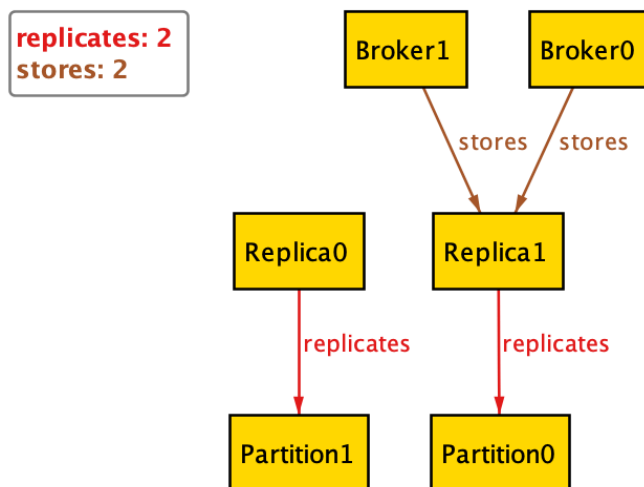 replicates: 2
stores: 2
Broker1
Broker0
stores
stores
Replica0
Replica1
replicates
replicates
Partition1
Partition0